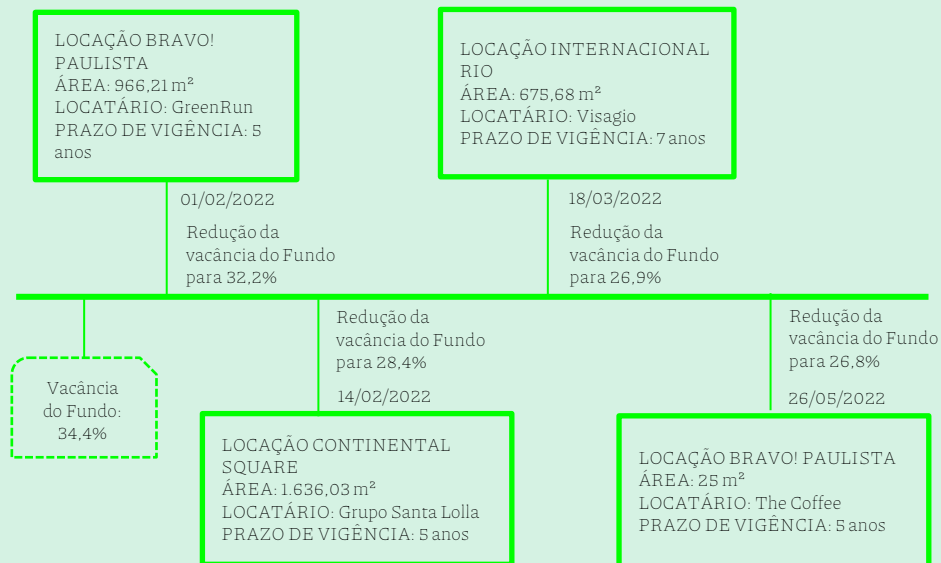 LOCAÇÃO BRAVO!
PAULISTA
ÁREA: 966,21 m²
LOCATÁRIO: GreenRun
PRAZO DE VIGÊNCIA: 5
anos
01/02/2022
Redução da
vacância do Fundo
para 32,2%
LOCAÇÃO INTERNACIONAL
RIO
ÁREA: 675,68 m²
LOCATÁRIO: Visagio
PRAZO DE VIGÊNCIA: 7 anos
18/03/2022
Redução da
vacância do Fundo
para 26,9%
Vacância
do Fundo:
34,4%
Redução da
vacância do Fundo
para 28,4%
14/02/2022
LOCAÇÃO CONTINENTAL
SQUARE
ÁREA: 1.636,03 m²
LOCATÁRIO: Grupo Santa Lolla
PRAZO DE VIGÊNCIA: 5 anos
Redução da
vacância do Fundo
para 26,8%
26/05/2022
LOCAÇÃO BRAVO! PAULISTA
ÁREA: 25 m²
LOCATÁRIO: The Coffee
PRAZO DE VIGÊNCIA: 5 anos